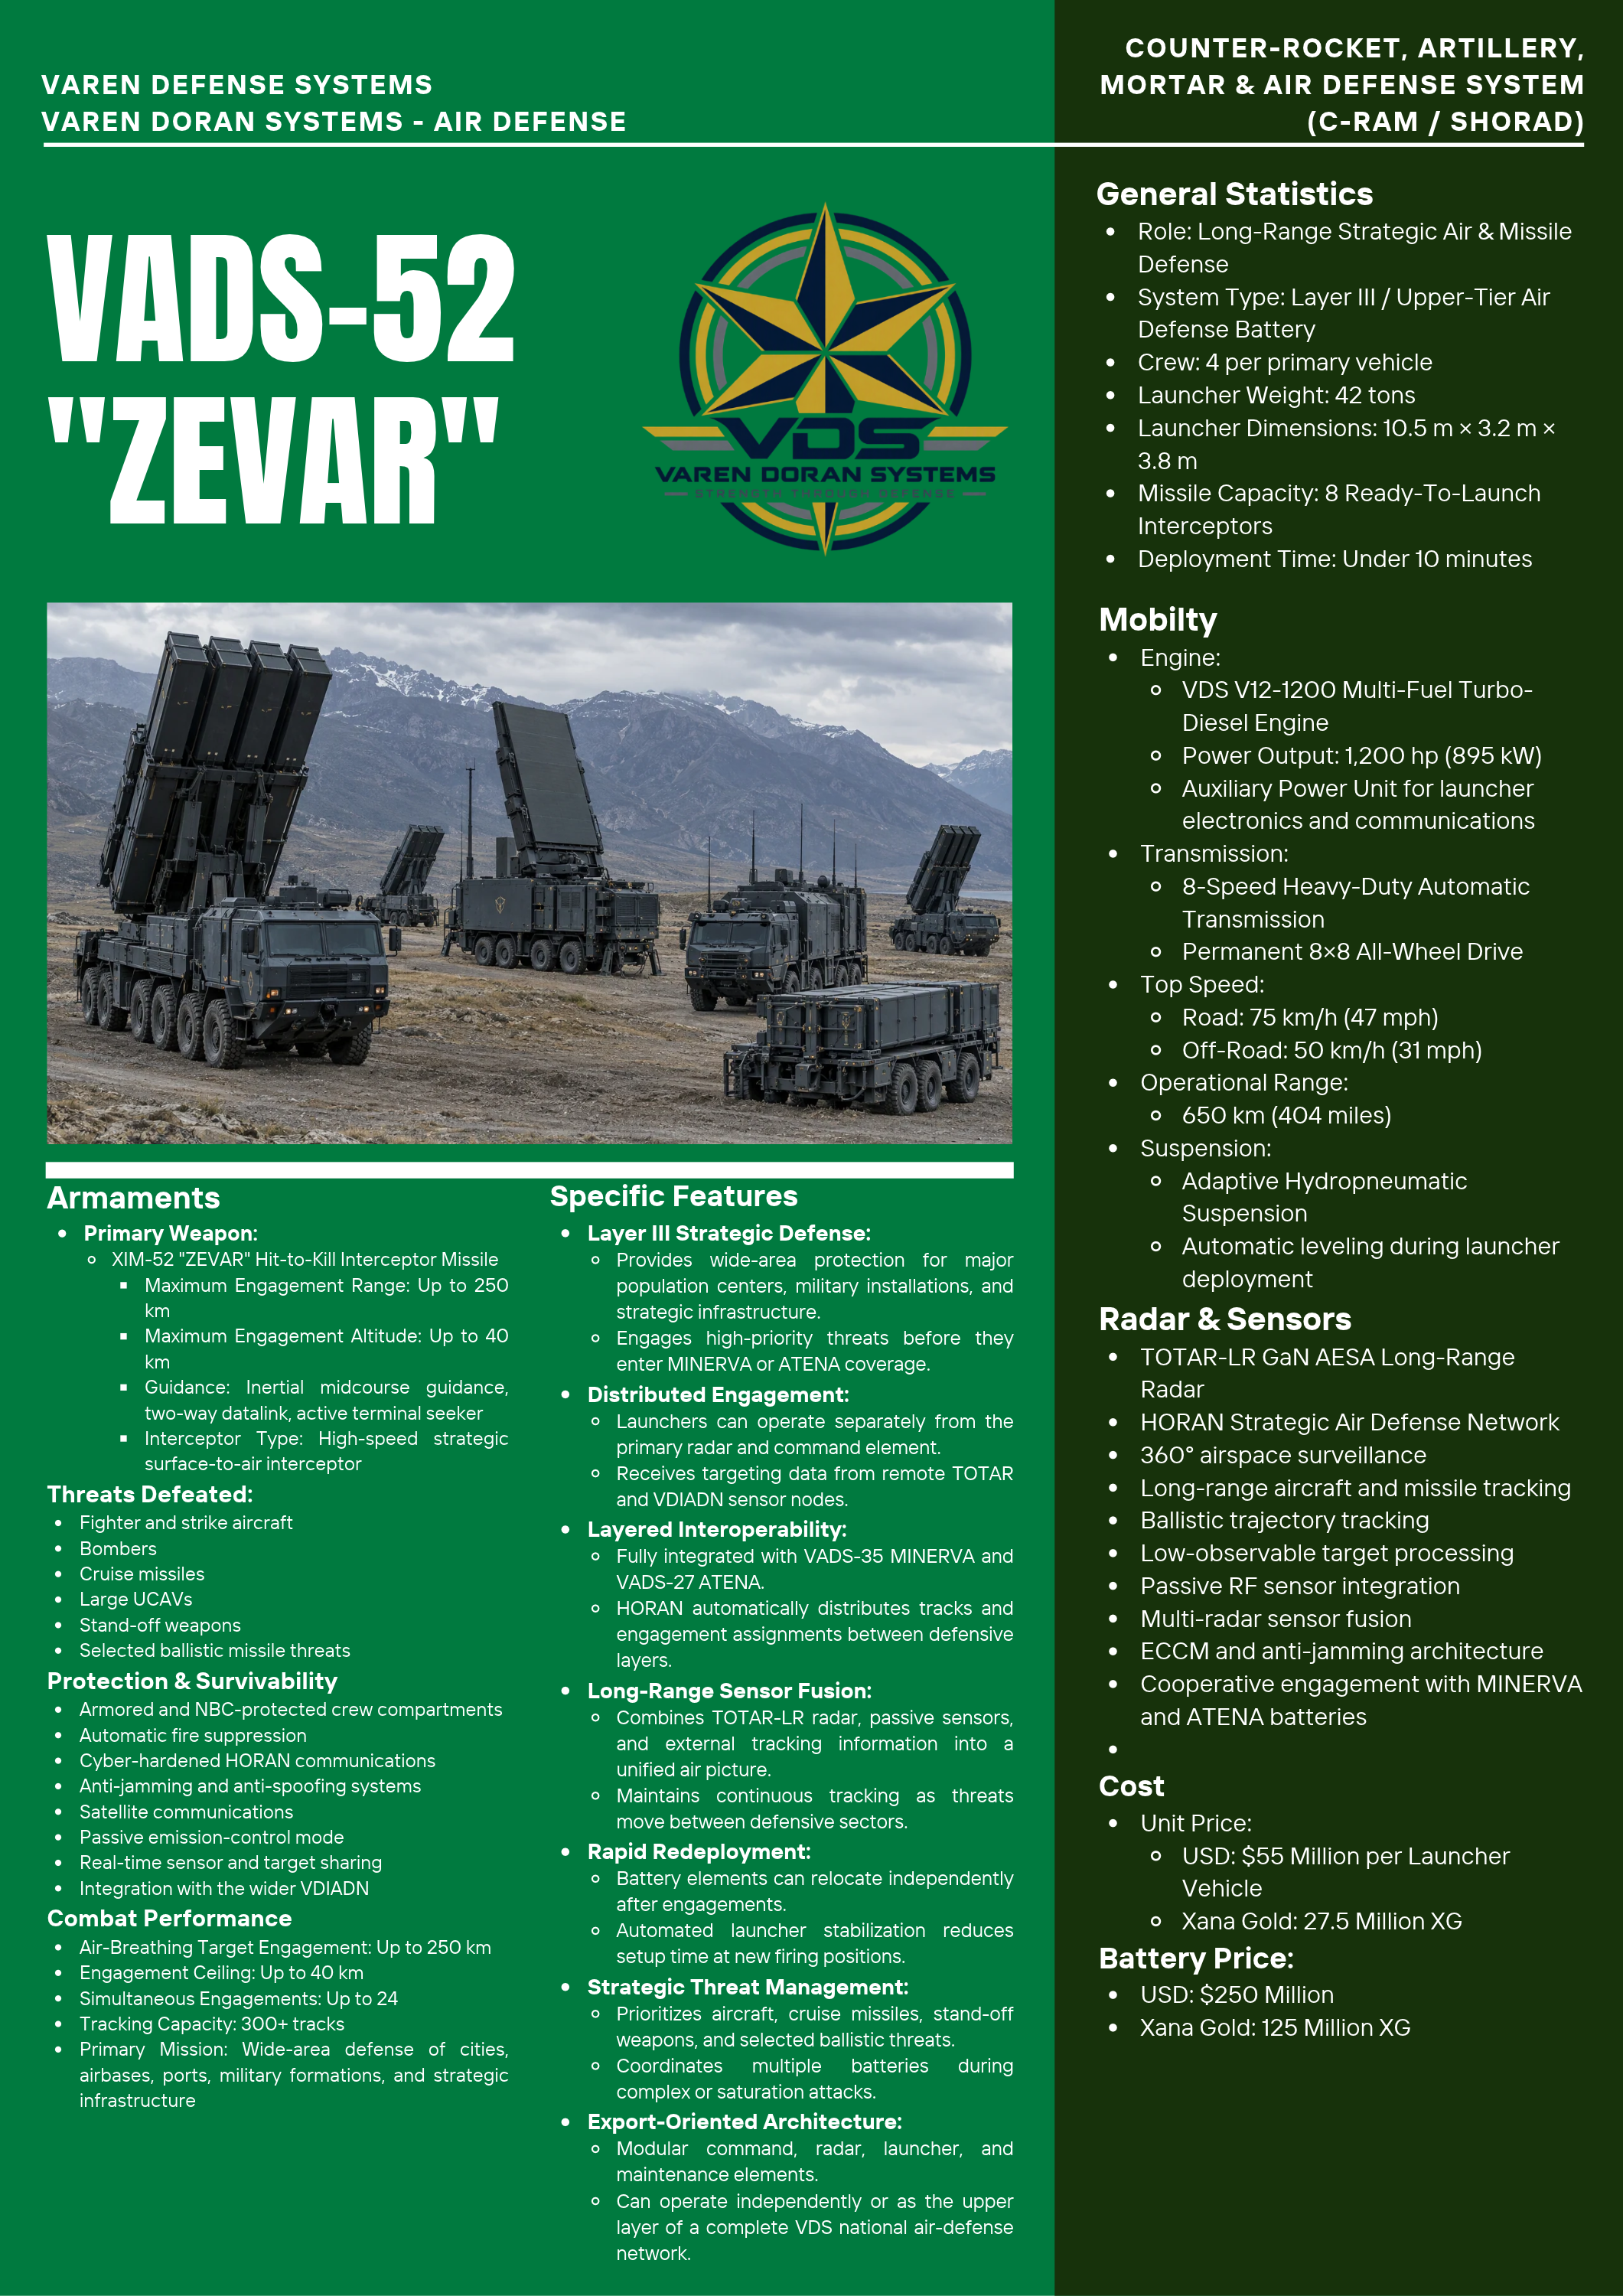 VAREN DEFENSE SYSTEMS
VAREN DORAN SYSTEMS - AIR DEFENSE
COUNTER-ROCKET, ARTILLERY,
MORTAR & AIR DEFENSE SYSTEM
(C-RAM / SHORAD)
VADS-52
"ZEVAR"
VDS
VAREN DORAN SYSTEMS
STRENGTH THROUGH DEFENSE
Armaments
• Primary Weapon:
XIM-52 "ZEVAR" Hit-to-Kill Interceptor Missile
Maximum Engagement Range: Up to 250
km
Maximum Engagement Altitude: Up to 40
km
Guidance: Inertial midcourse guidance,
two-way datalink, active terminal seeker
Interceptor Type: High-speed strategic
surface-to-air interceptor
Threats Defeated:
• Fighter and strike aircraft
• Bombers
• Cruise missiles
• Large UCAVs
• Stand-off weapons
• Selected ballistic missile threats
Protection & Survivability
• Armored and NBC-protected crew compartments
• Automatic fire suppression
• Cyber-hardened HORAN communications
• Anti-jamming and anti-spoofing systems
• Satellite communications
• Passive emission-control mode
• Real-time sensor and target sharing
• Integration with the wider VDIADN
Combat Performance
• Air-Breathing Target Engagement: Up to 250 km
• Engagement Ceiling: Up to 40 km
• Simultaneous Engagements: Up to 24
• Tracking Capacity: 300+ tracks
• Primary Mission: Wide-area defense of cities,
airbases, ports, military formations, and strategic
infrastructure
Specific Features
• Layer III Strategic Defense:
Provides wide-area protection for major
population centers, military installations, and
strategic infrastructure.
Engages high-priority threats before they
enter MINERVA or ATENA coverage.
• Distributed Engagement:
Launchers can operate separately from the
primary radar and command element.
Receives targeting data from remote TOTAR
and VDIADN sensor nodes.
• Layered Interoperability:
Fully integrated with VADS-35 MINERVA and
VADS-27 ATENA.
HORAN automatically distributes tracks and
engagement assignments between defensive
layers.
• Long-Range Sensor Fusion:
Combines TOTAR-LR radar, passive sensors,
and external tracking information into a
unified air picture.
Maintains continuous tracking as threats
move between defensive sectors.
• Rapid Redeployment:
Battery elements can relocate independently
after engagements.
Automated launcher stabilization reduces
setup time at new firing positions.
• Strategic Threat Management:
Prioritizes aircraft, cruise missiles, stand-off
weapons, and selected ballistic threats.
Coordinates multiple batteries during
complex or saturation attacks.
• Export-Oriented Architecture:
Modular command, radar, launcher, and
maintenance elements.
Can operate independently or as the upper
layer of a complete VDS national air-defense
network.
General Statistics
• Role: Long-Range Strategic Air & Missile
Defense
• System Type: Layer III / Upper-Tier Air
Defense Battery
• Crew: 4 per primary vehicle
• Launcher Weight: 42 tons
• Launcher Dimensions: 10.5 m × 3.2 m ×
3.8 m
• Missile Capacity: 8 Ready-To-Launch
Interceptors
• Deployment Time: Under 10 minutes
Mobilty
• Engine:
VDS V12-1200 Multi-Fuel Turbo-
Diesel Engine
Power Output: 1,200 hp (895 kW)
Auxiliary Power Unit for launcher
electronics and communications
• Transmission:
8-Speed Heavy-Duty Automatic
Transmission
Permanent 8×8 All-Wheel Drive
• Top Speed:
Road: 75 km/h (47 mph)
Off-Road: 50 km/h (31 mph)
• Operational Range:
650 km (404 miles)
• Suspension:
Adaptive Hydropneumatic
Suspension
Automatic leveling during launcher
deployment
Radar & Sensors
• TOTAR-LR GaN AESA Long-Range
Radar
• HORAN Strategic Air Defense Network
• 360° airspace surveillance
• Long-range aircraft and missile tracking
• Ballistic trajectory tracking
• Low-observable target processing
• Passive RF sensor integration
• Multi-radar sensor fusion
• ECCM and anti-jamming architecture
• Cooperative engagement with MINERVA
and ATENA batteries
•
Cost
• Unit Price:
USD: $55 Million per Launcher
Vehicle
Xana Gold: 27.5 Million XG
Battery Price:
• USD: $250 Million
• Xana Gold: 125 Million XG